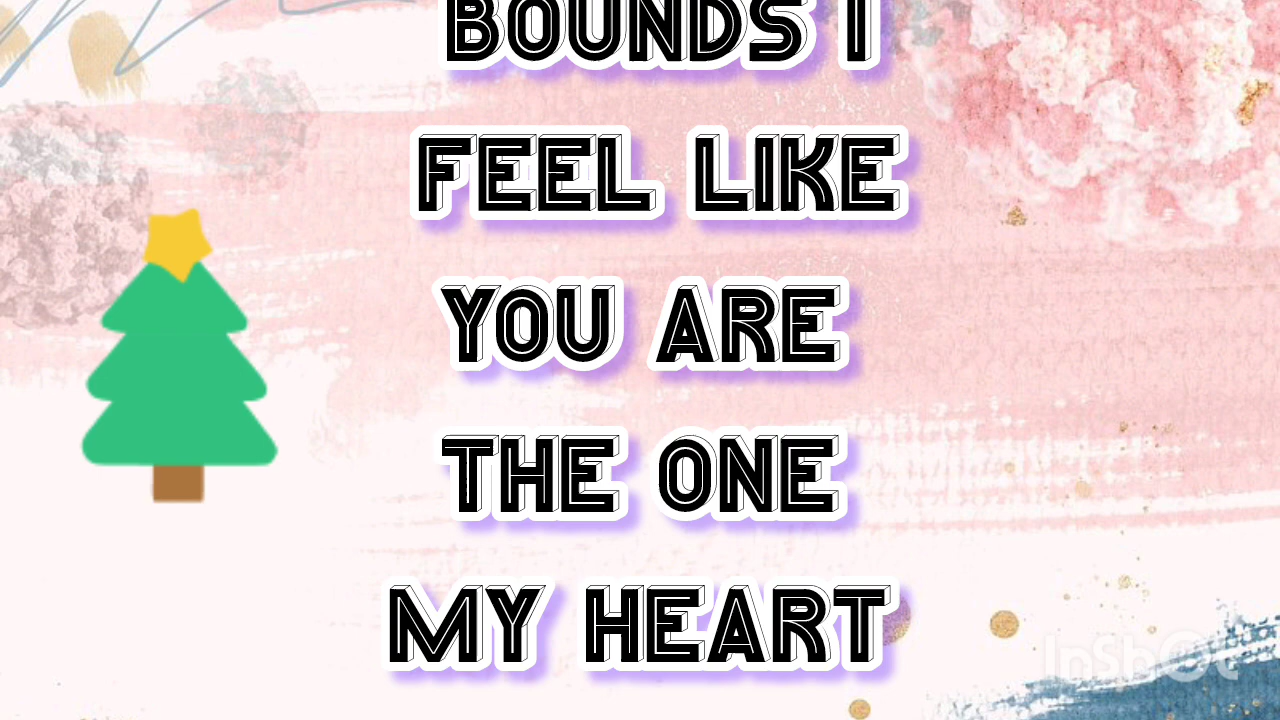 BOUNDS I
FEEL LIKE
YOU ARE
THE ONE
MY HEART
InShOt